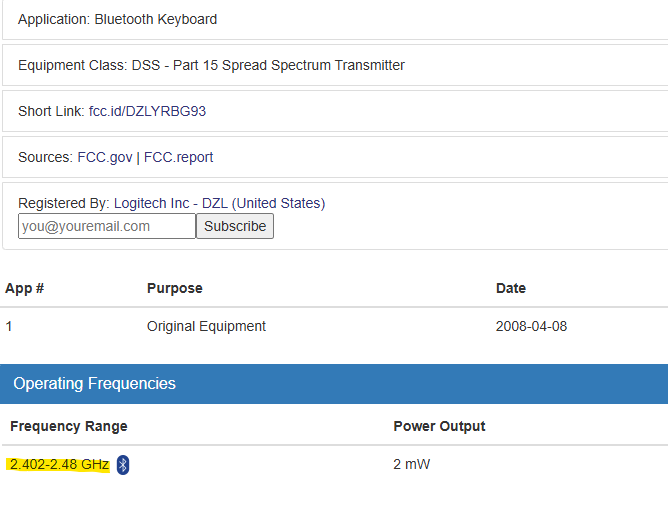 Application: Bluetooth Keyboard
Equipment Class: DSS - Part 15 Spread Spectrum Transmitter
Short Link: fcc.id/DZLYRBG93
Sources: FCC.gov | FCC.report
Registered By: Logitech Inc - DZL (United States)
you@youremail.com Subscribe
App # Purpose Date
1 Original Equipment 2008-04-08
Operating Frequencies
Frequency Range Power Output
2.402-2.48 GHz 2 mW